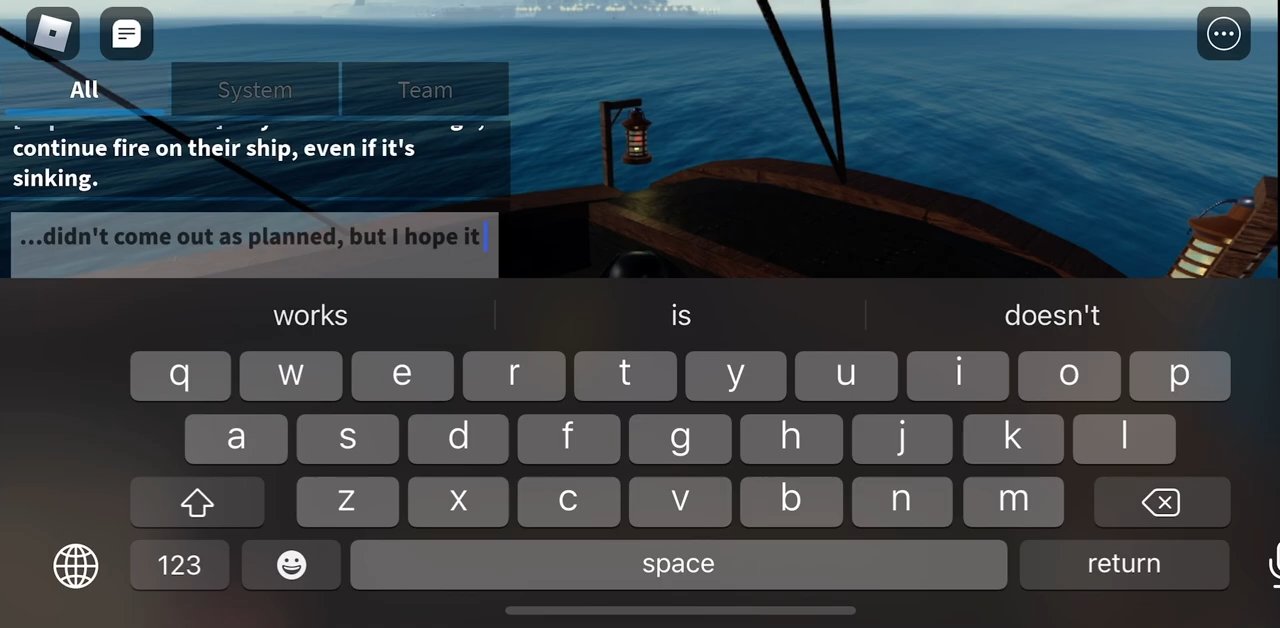 All
System
Team
continue fire on their ship, even if it's
sinking.
...didn't come out as planned, but I hope it
works
is
doesn't
q w e r t y u i o p
a s d f g h j k l
z x c v b n m
123
space
return